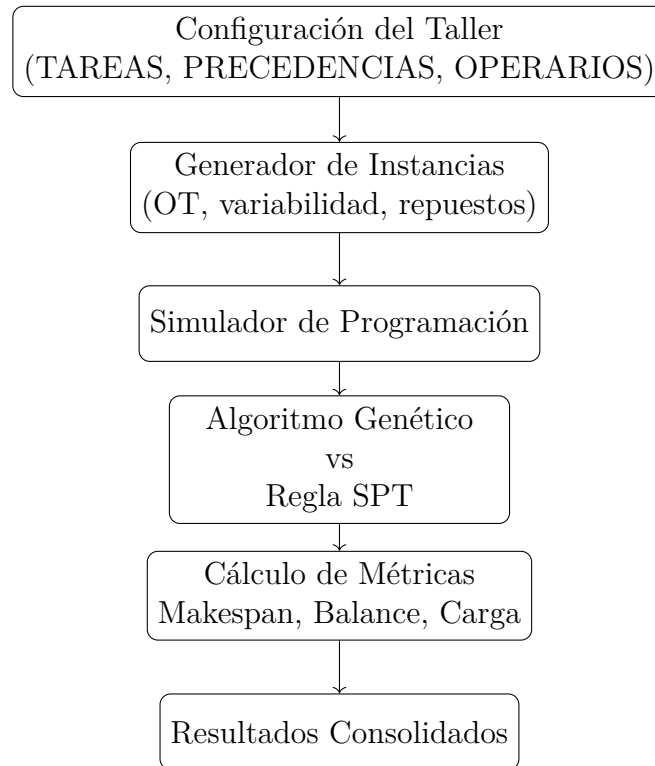 Configuración del Taller
(TAREAS, PRECEDENCIAS, OPERARIOS)
Generador de Instancias
(OT, variabilidad, repuestos)
Simulador de Programación
Algoritmo Genético
vs
Regla SPT
Cálculo de Métricas
Makespan, Balance, Carga
Resultados Consolidados